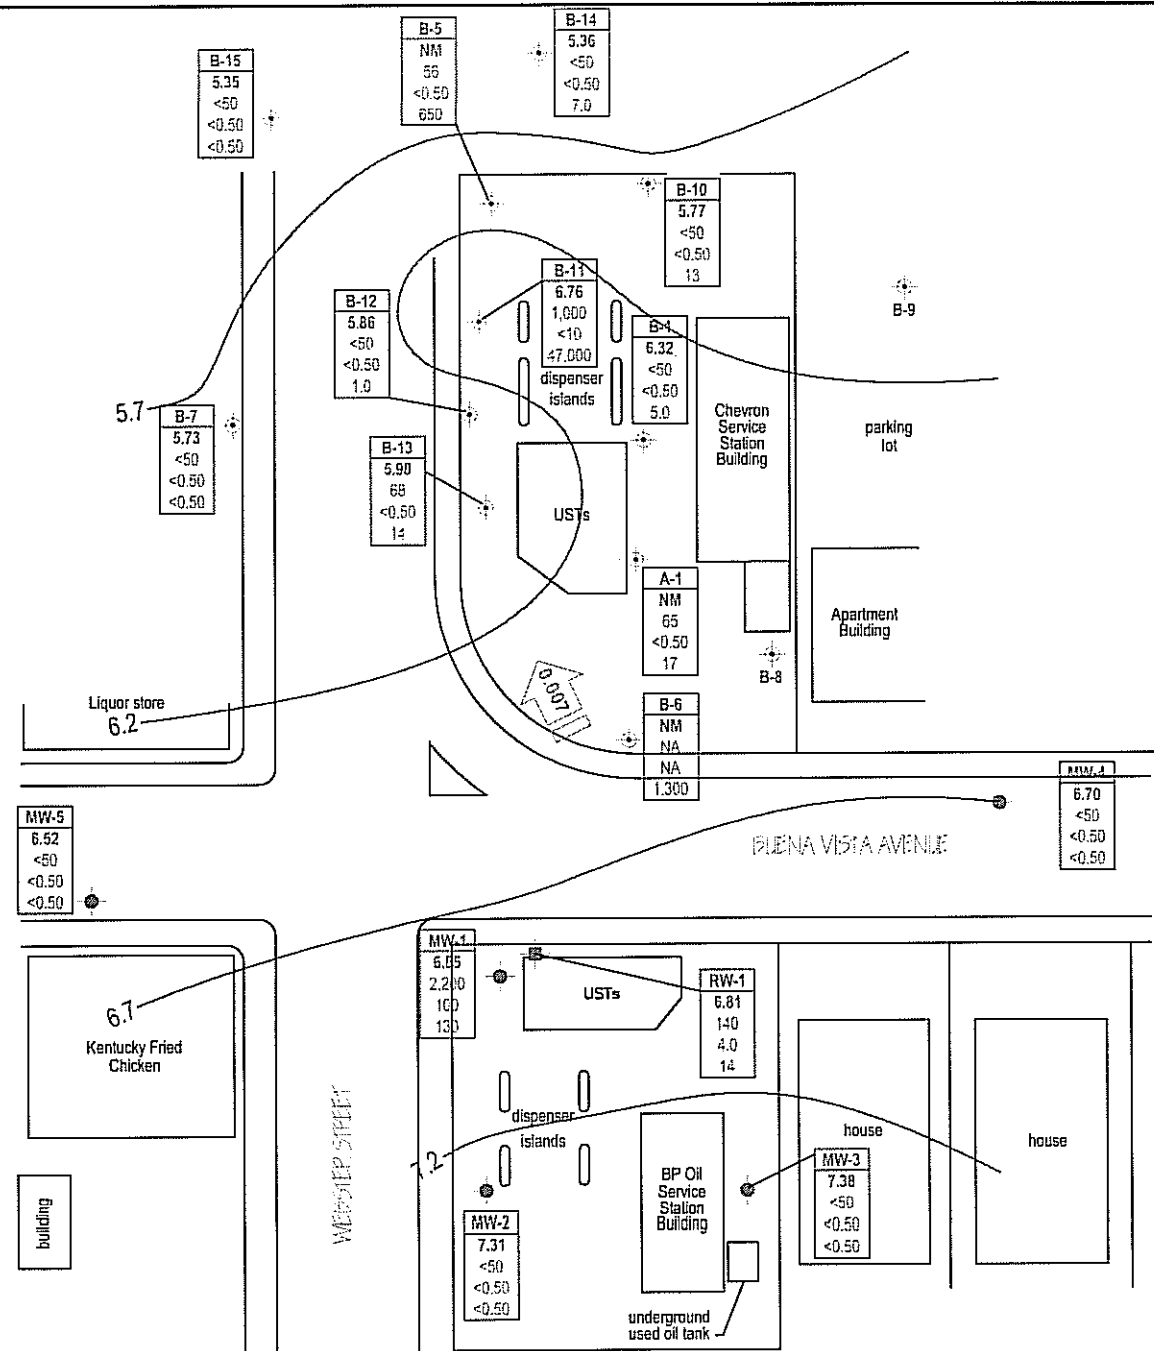 B-14
5.36
<50
<0.50
7.0
B-5
NM
56
<0.50
650
B-15
5.35
<50
<0.50
<0.50
B-10
5.77
<50
<0.50
13
B-11
6.76
1,000
<10
47,000
dispenser
islands
B-9
B-12
5.86
<50
<0.50
1.0
B-4
6.32
<50
<0.50
5.0
5.7
B-7
5.73
<50
<0.50
<0.50
Chevron
Service
Station
Building
parking
lot
B-13
68
<0.50
14
USTs
A-1
NM
65
<0.50
17
Apartment
Building
B-8
0.007
Liquor store
6.2
B-6
NM
NA
NA
1,300
MW-4
6.70
<50
<0.50
<0.50
MW-5
6.52
<50
<0.50
<0.50
BUENA VISTA AVENUE
MW-1
2,200
100
130
USTs
RW-1
6.81
140
4.0
14
6.7
Kentucky Fried
Chicken
WEBSTER STREET
dispenser
islands
7.2
house
house
MW-3
7.38
<50
<0.50
<0.50
BP Oil
Service
Station
Building
building
MW-2
7.31
<50
<0.50
<0.50
underground
used oil tank